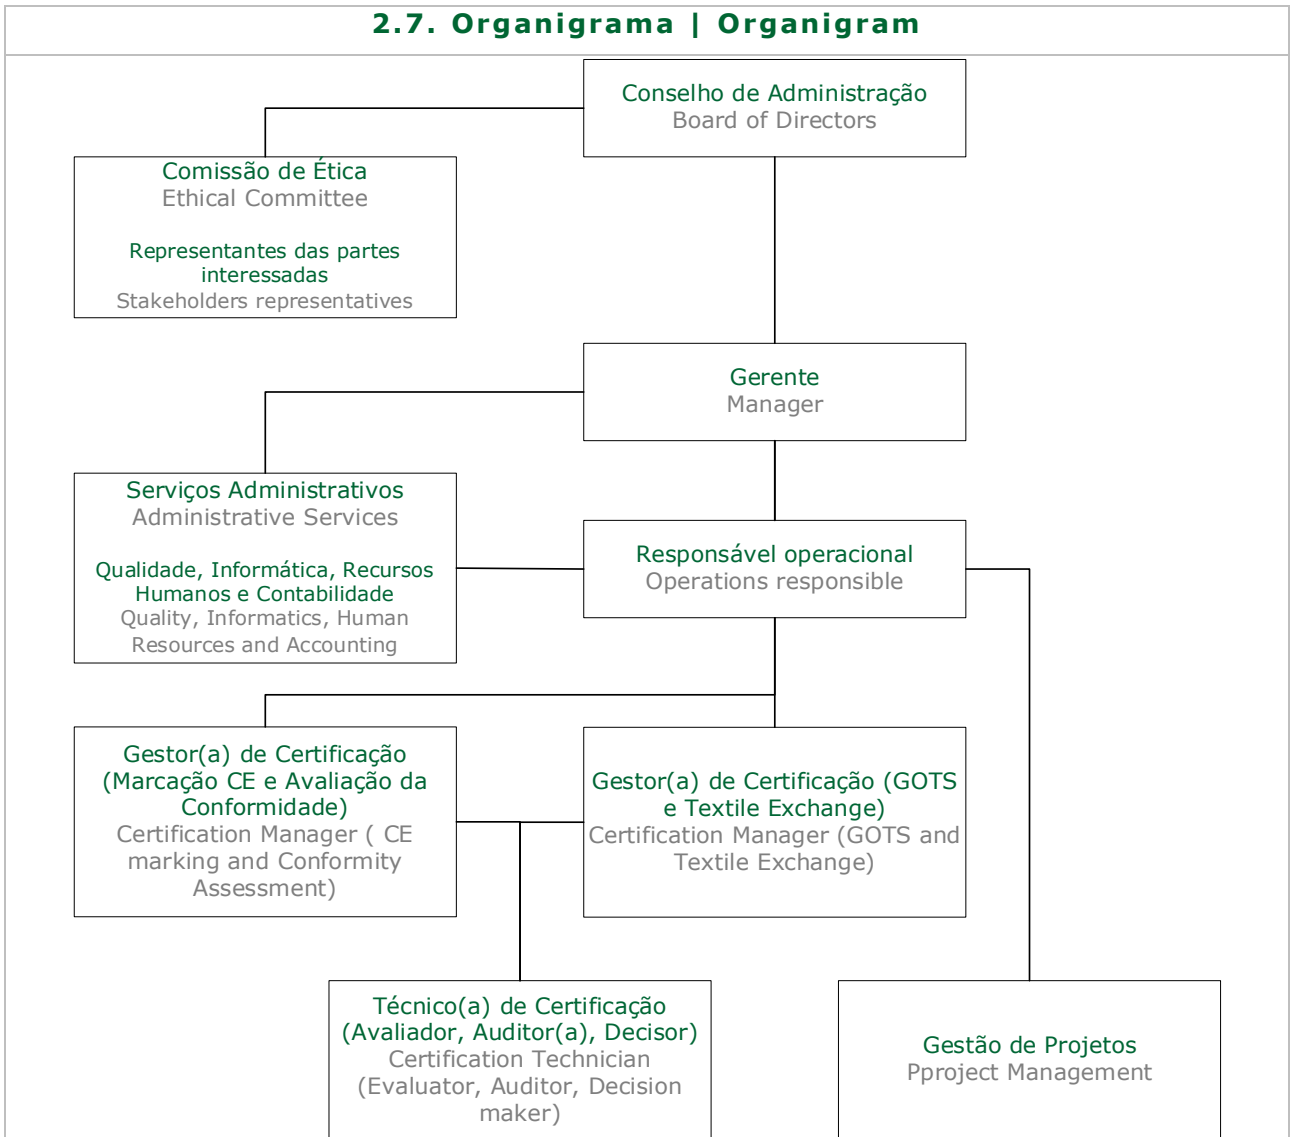 2.7. Organigrama | Organigram
Conselho de Administração
Board of Directors
Comissão de Ética
Ethical Committee
Representantes das partes
interessadas
Stakeholders representatives
Gerente
Manager
Serviços Administrativos
Administrative Services
Qualidade, Informática, Recursos
Humanos e Contabilidade
Quality, Informatics, Human
Resources and Accounting
Responsável operacional
Operations responsible
Gestor(a) de Certificação
(Marcação CE e Avaliação da
Conformidade)
Certification Manager ( CE
marking and Conformity
Assessment)
Gestor(a) de Certificação (GOTS
e Textile Exchange)
Certification Manager (GOTS and
Textile Exchange)
Técnico(a) de Certificação
(Avaliador, Auditor(a), Decisor)
Certification Technician
(Evaluator, Auditor, Decision
maker)
Gestão de Projetos
Pproject Management